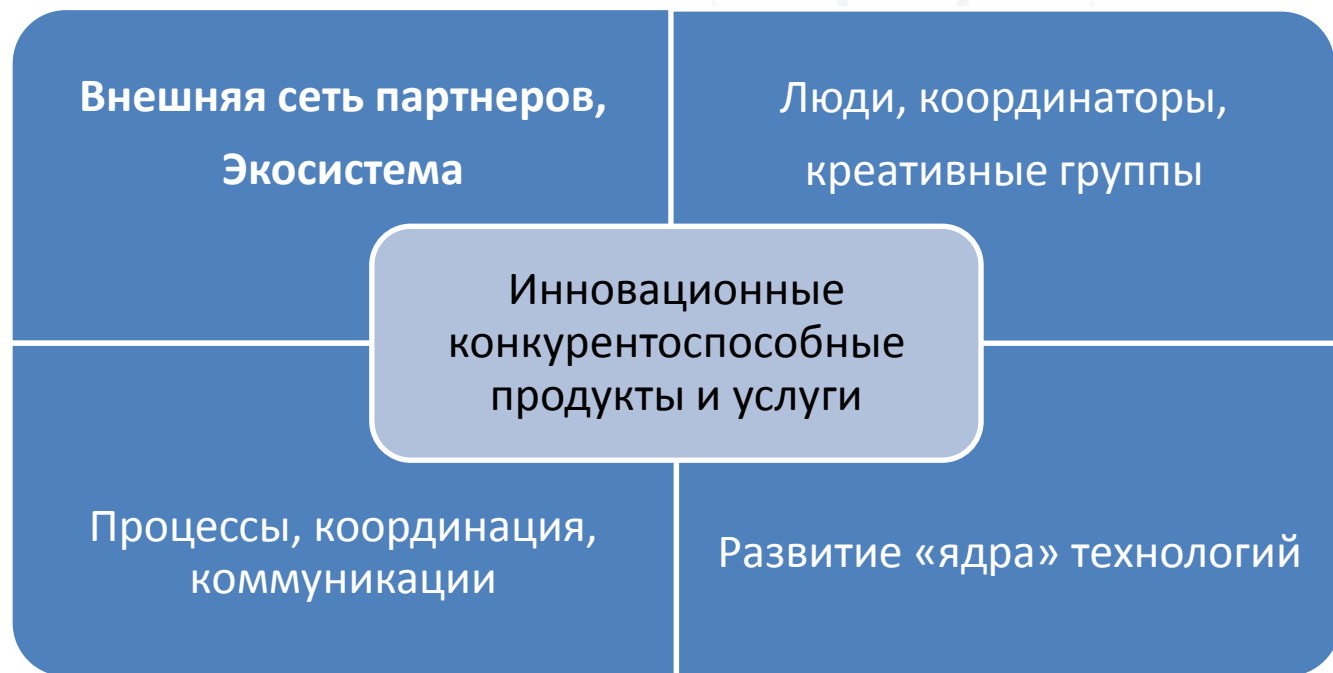 Внешняя сеть партнеров,
Экосистема
Люди, координаторы,
креативные группы
Инновационные
конкурентоспособные
продукты и услуги
Процессы, координация,
коммуникации
Развитие «ядра» технологий